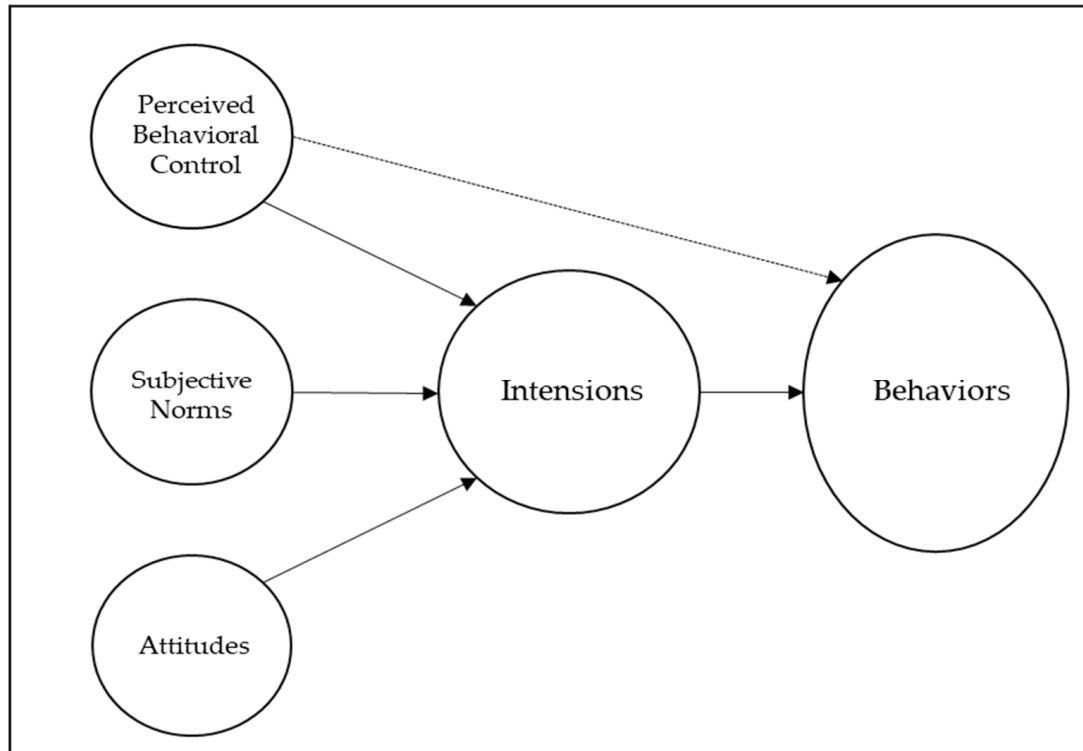 Perceived
Behavioral
Control
Subjective
Norms
Intensions
Behaviors
Attitudes